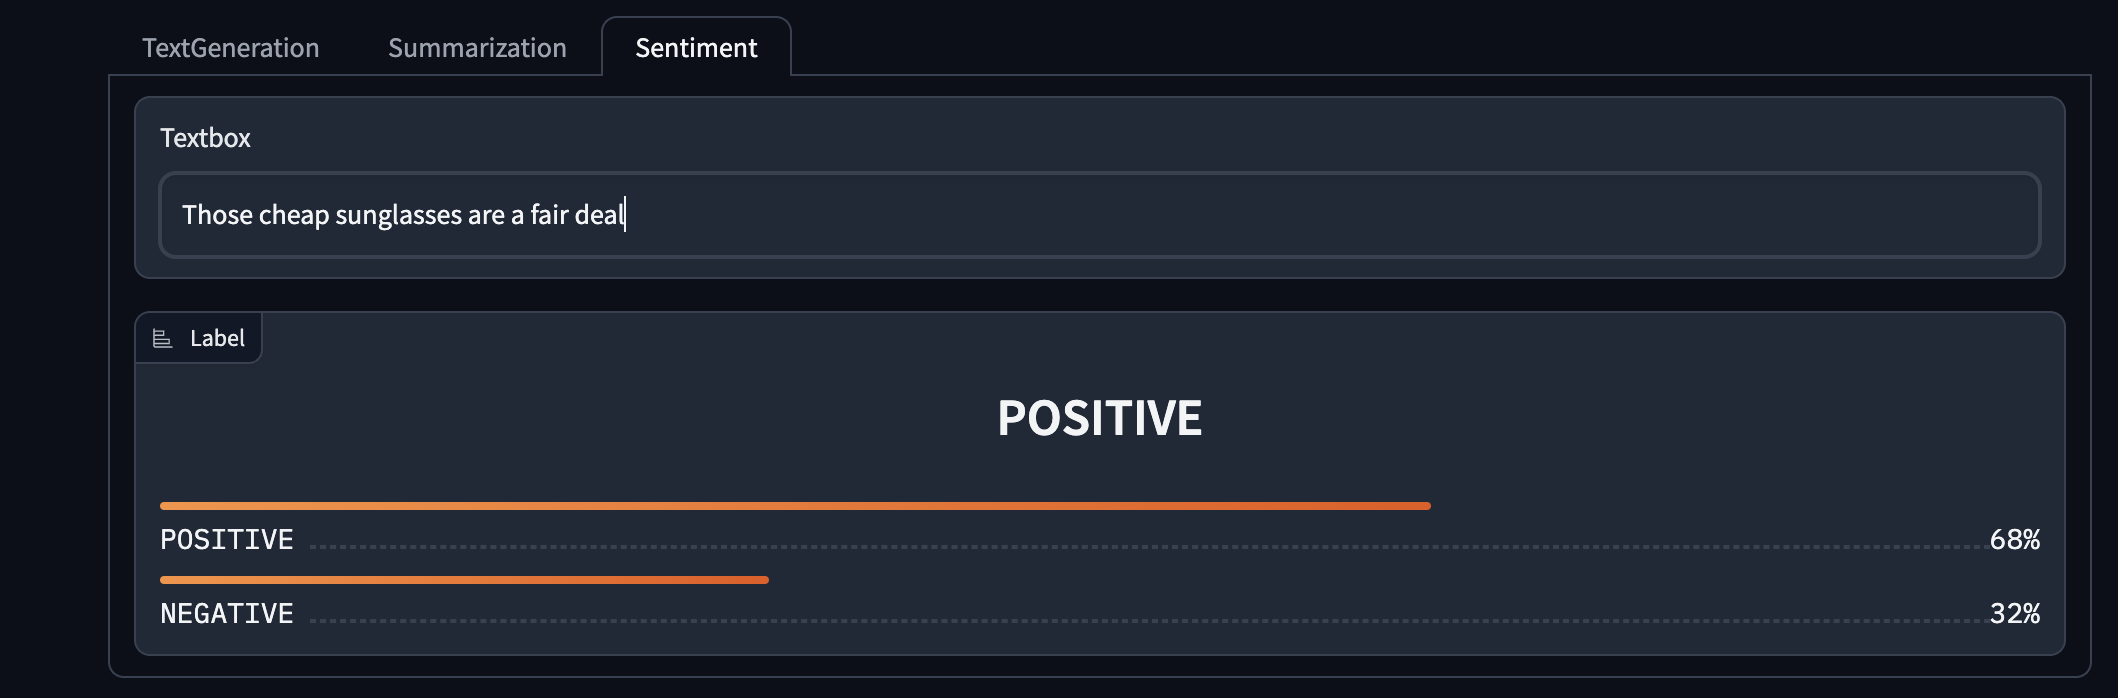 TextGeneration Summarization Sentiment
Textbox
Those cheap sunglasses are a fair deal
Label
POSITIVE
POSITIVE 68%
NEGATIVE 32%